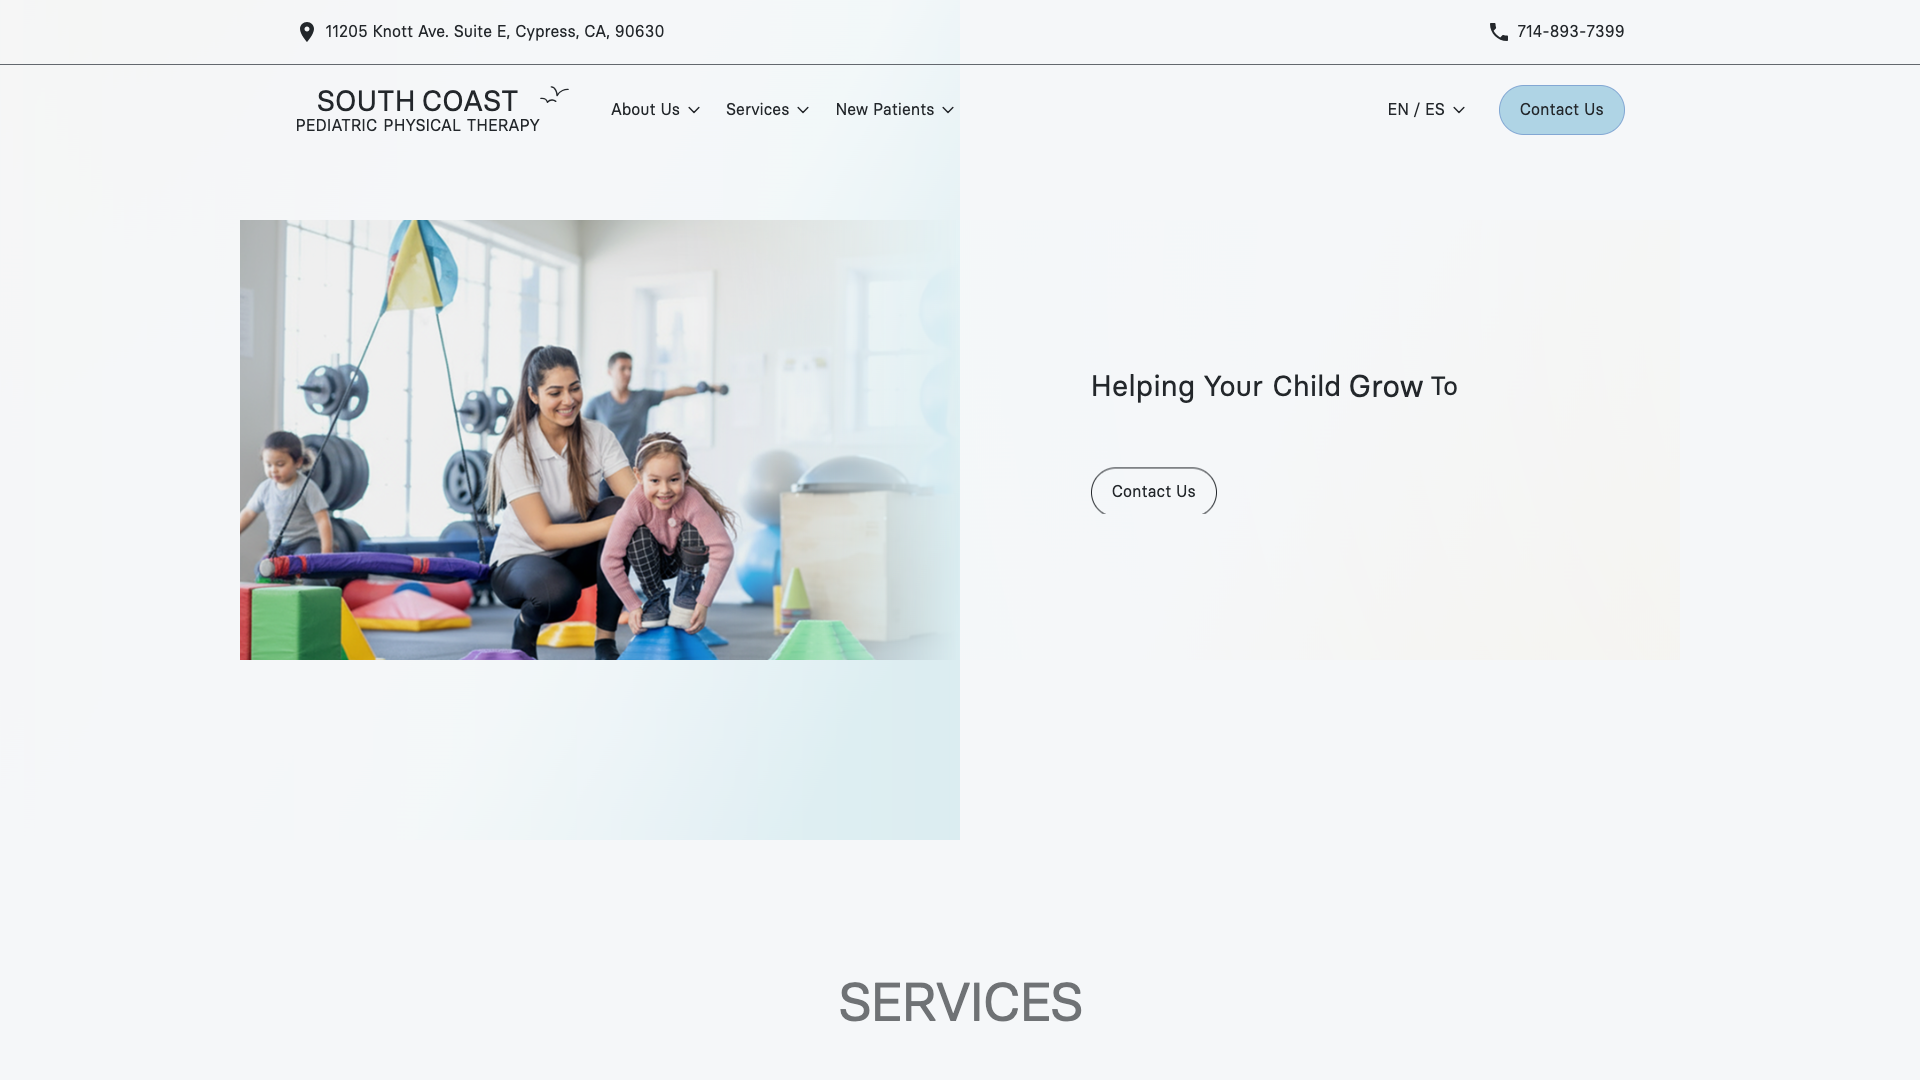 11205 Knott Ave. Suite E, Cypress, CA, 90630
714-893-7399
SOUTH COAST
PEDIATRIC PHYSICAL THERAPY
About Us
Services
New Patients
EN / ES
Contact Us
Helping Your Child Grow To
Contact Us
SERVICES